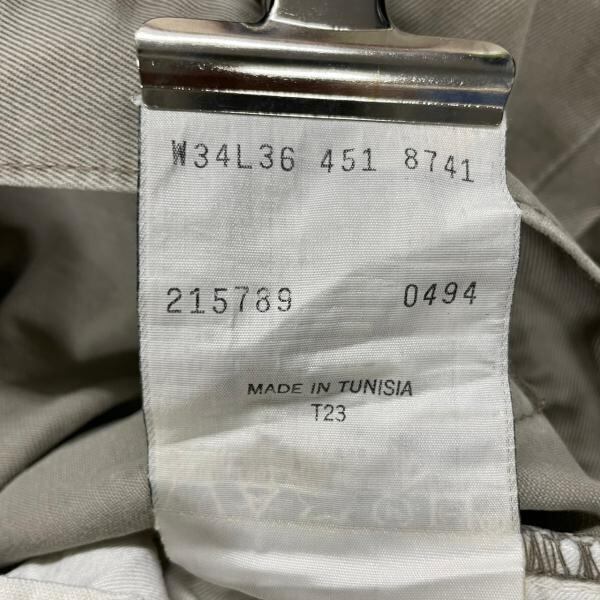 W34L36 451 8741
215789 0494
MADE IN TUNISIA
T23